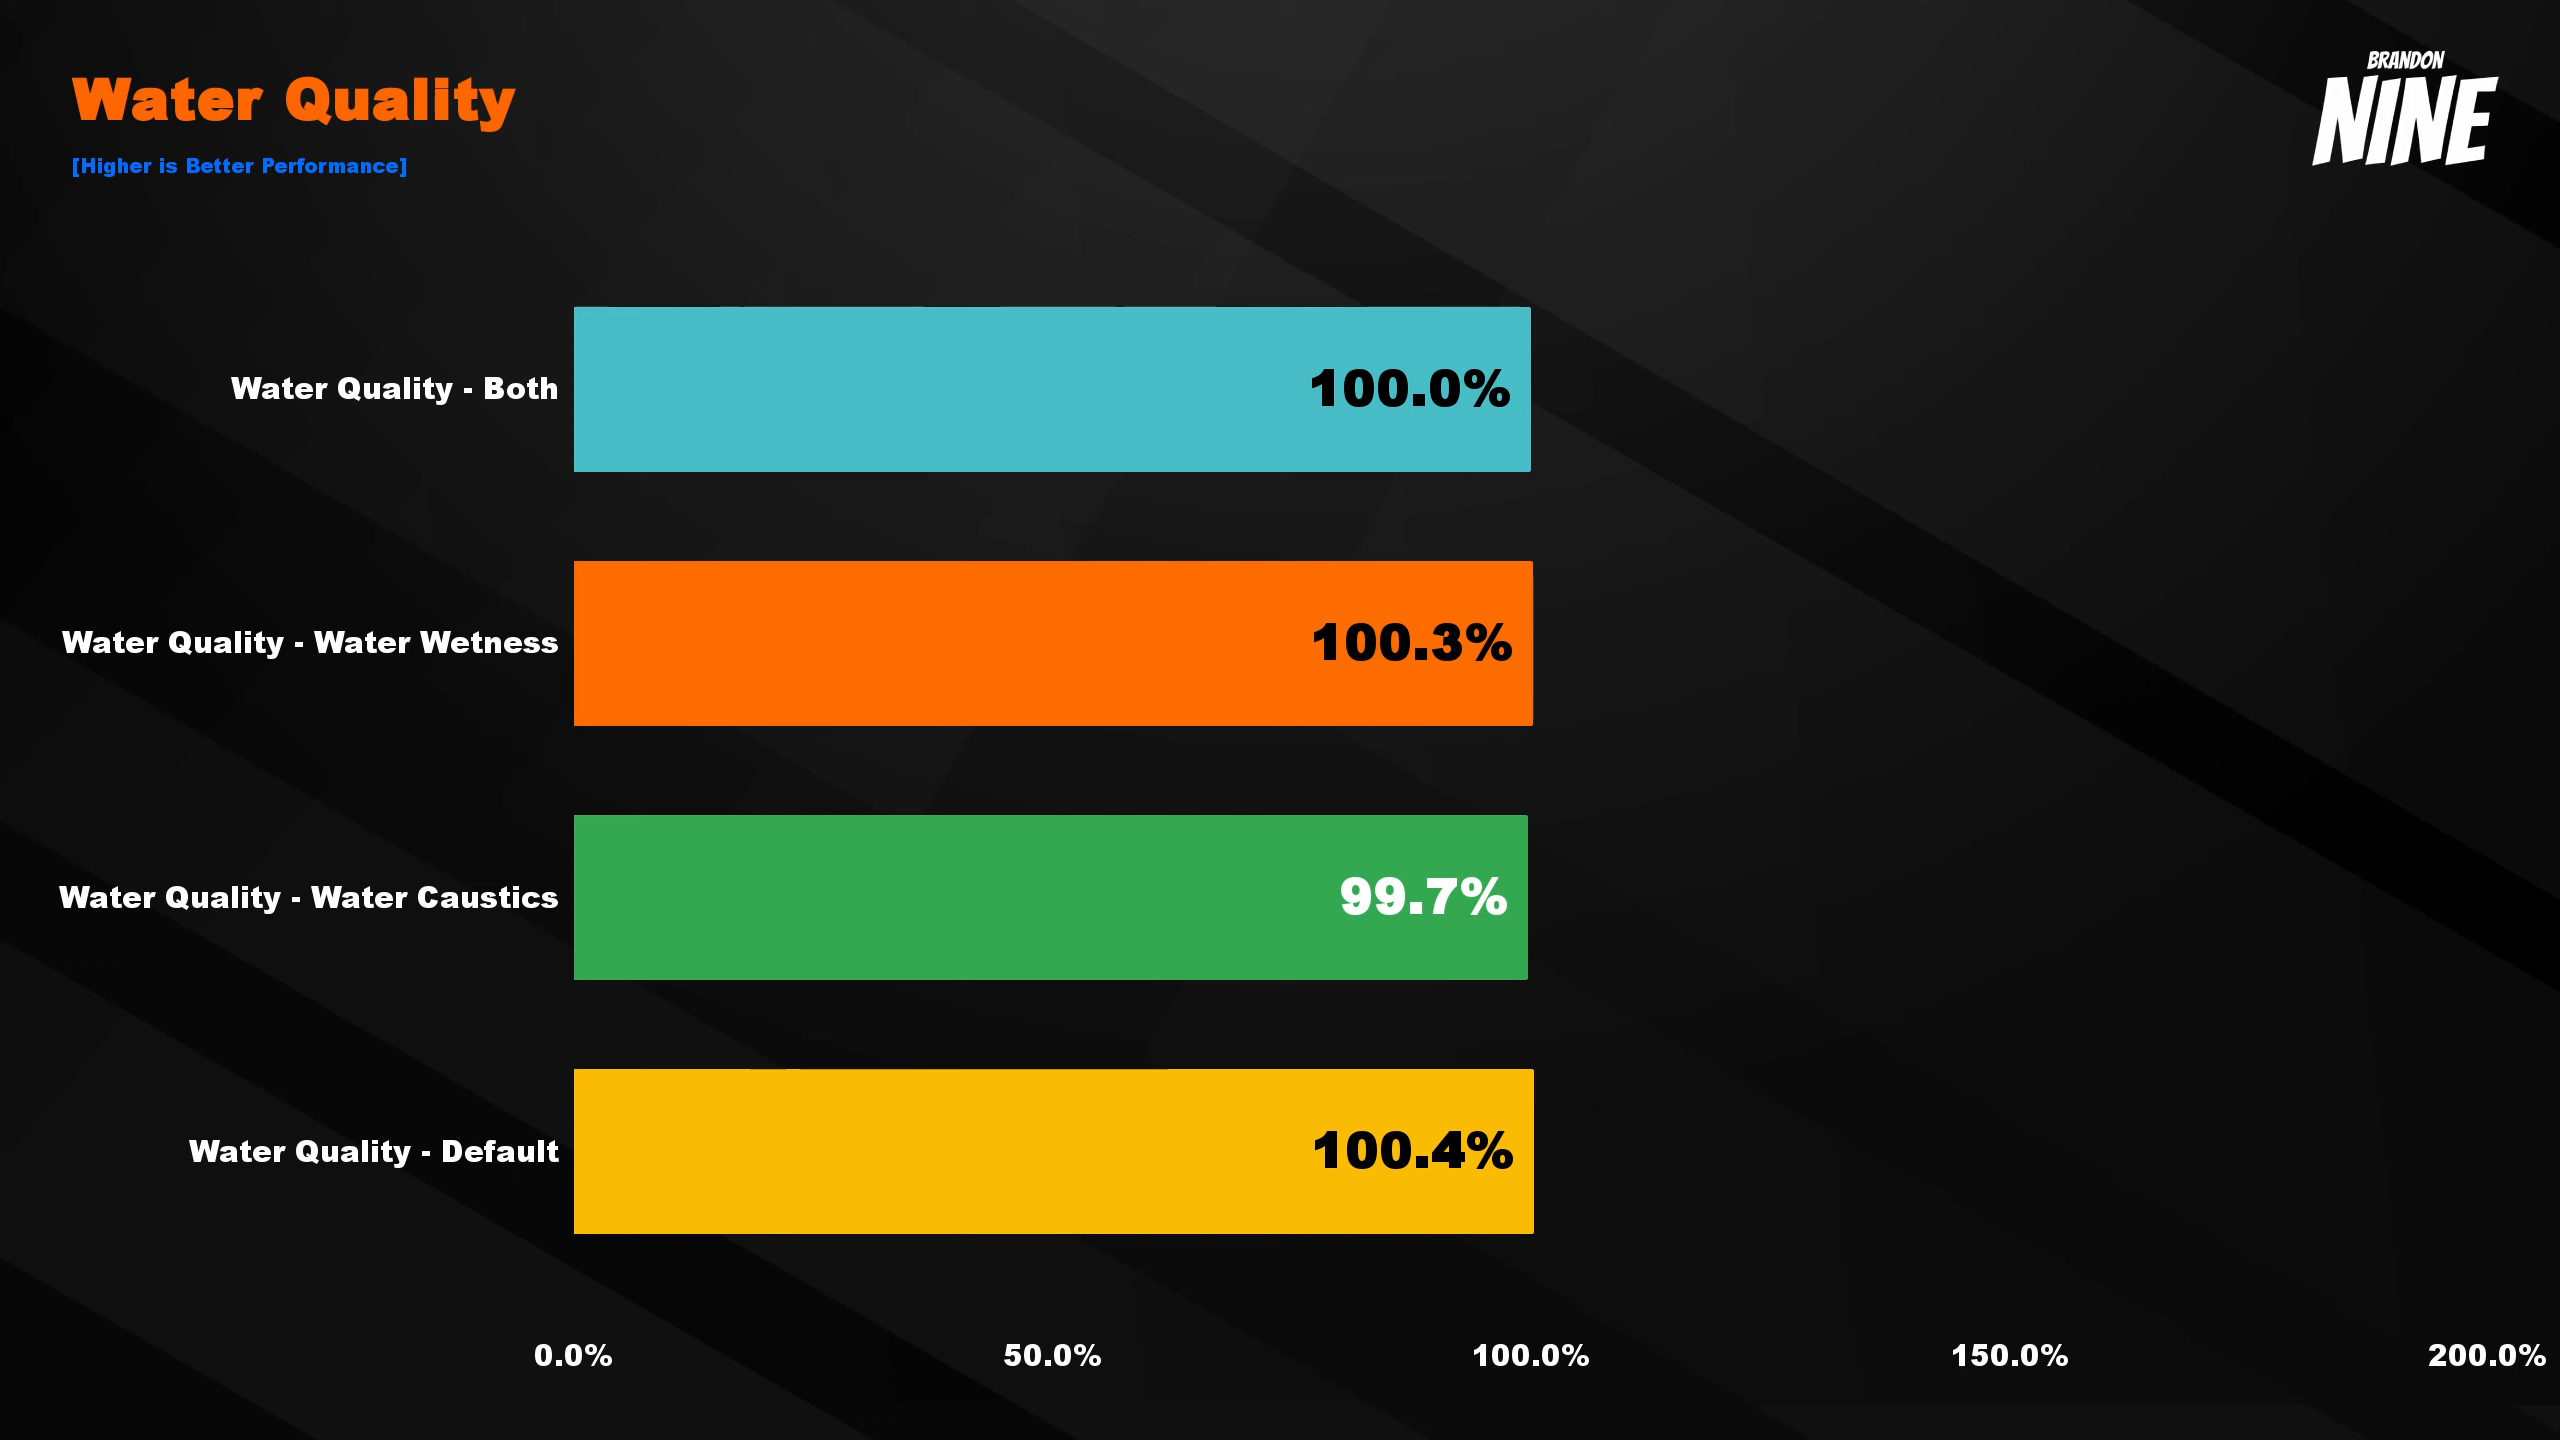 Water Quality
[Higher is Better Performance]
BRANDON
NINE
Water Quality - Both
100.0%
Water Quality - Water Wetness
100.3%
Water Quality - Water Caustics
99.7%
Water Quality - Default
100.4%
0.0% 50.0% 100.0% 150.0% 200.0%